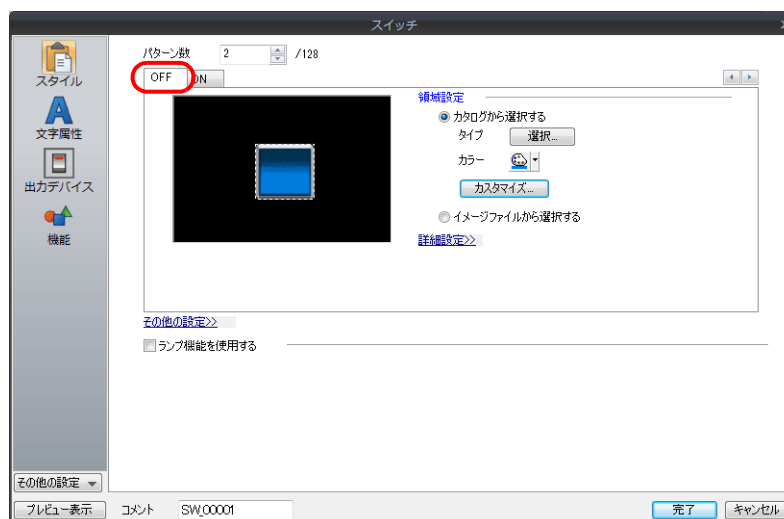 スイッチ
スタイル
文字属性
出力デバイス
機能
パターン数 2 /128
OFF ON
領域設定
カタログから選択する
タイプ 選択...
カラー
カスタマイズ...
イメージファイルから選択する
詳細設定>>
その他の設定>>
ランプ機能を使用する
その他の設定
プレビュー表示 コメント SW_00001 完了 キャンセル